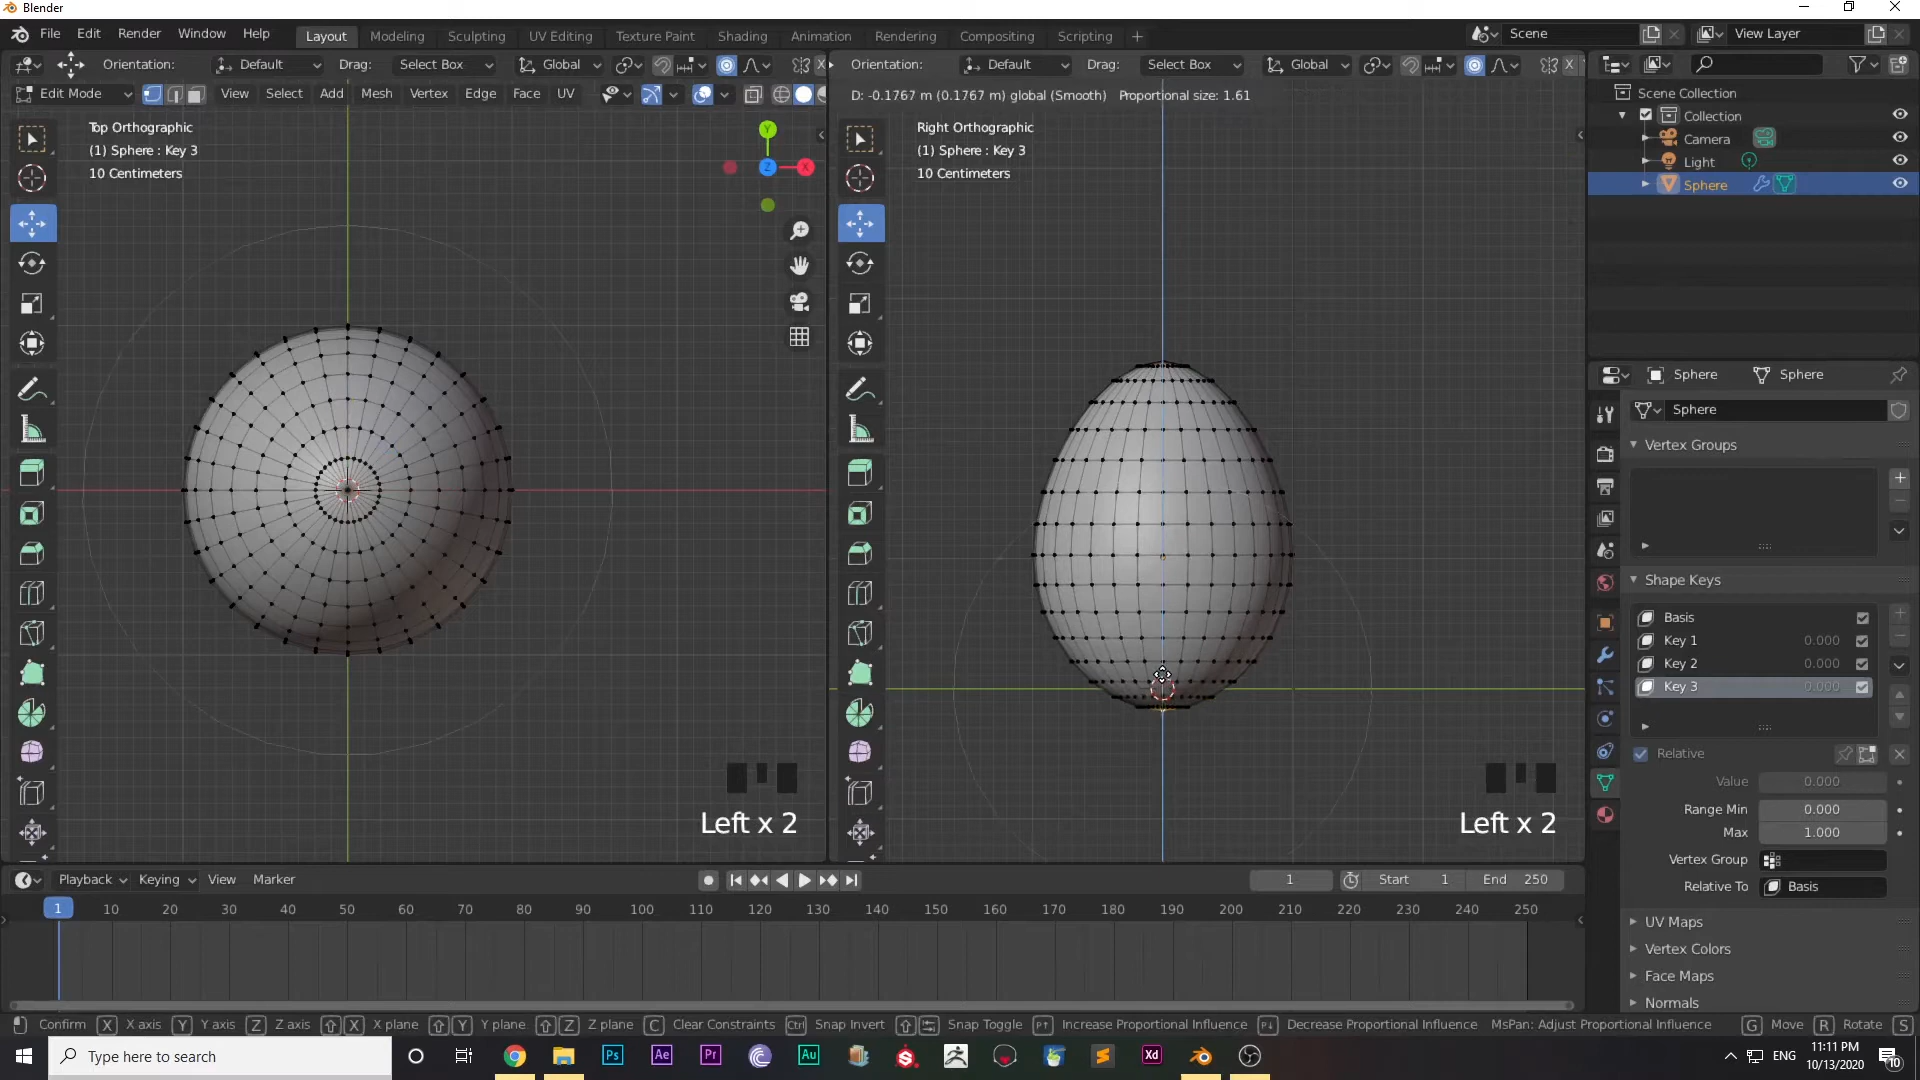 Blender
File Edit Render Window Help Layout Modeling Sculpting UV Editing Texture Paint Shading Animation Rendering Compositing Scripting + Scene View Layer
Orientation: Default Drag: Select Box Global X Orientation: Default Drag: Select Box Global X
Edit Mode View Select Add Mesh Vertex Edge Face UV D: -0.1767 m (0.1767 m) global (Smooth) Proportional size: 1.61
Top Orthographic
(1) Sphere : Key 3
10 Centimeters
Y
Z
X
Right Orthographic
(1) Sphere : Key 3
10 Centimeters
Left x 2
Left x 2
Scene Collection
Collection
Camera
Light
Sphere
Sphere Sphere
Sphere
Vertex Groups
Shape Keys
Basis
Key 1 0.000
Key 2 0.000
Key 3 0.000
Relative
Value 0.000
Range Min 0.000
Max 1.000
Vertex Group
Relative To Basis
UV Maps
Vertex Colors
Face Maps
Normals
Playback Keying View Marker 1 Start 1 End 250
1 10 20 30 40 50 60 70 80 90 100 110 120 130 140 150 160 170 180 190 200 210 220 230 240 250
Confirm X X axis Y Y axis Z Z axis X X plane Y Y plane Z Z plane C Clear Constraints Ctrl Snap Invert Snap Toggle Increase Proportional Influence Decrease Proportional Influence MsPan: Adjust Proportional Influence G Move R Rotate S
Type here to search Ps Ae Pr Au Xd ENG 11:11 PM
10/13/2020 10